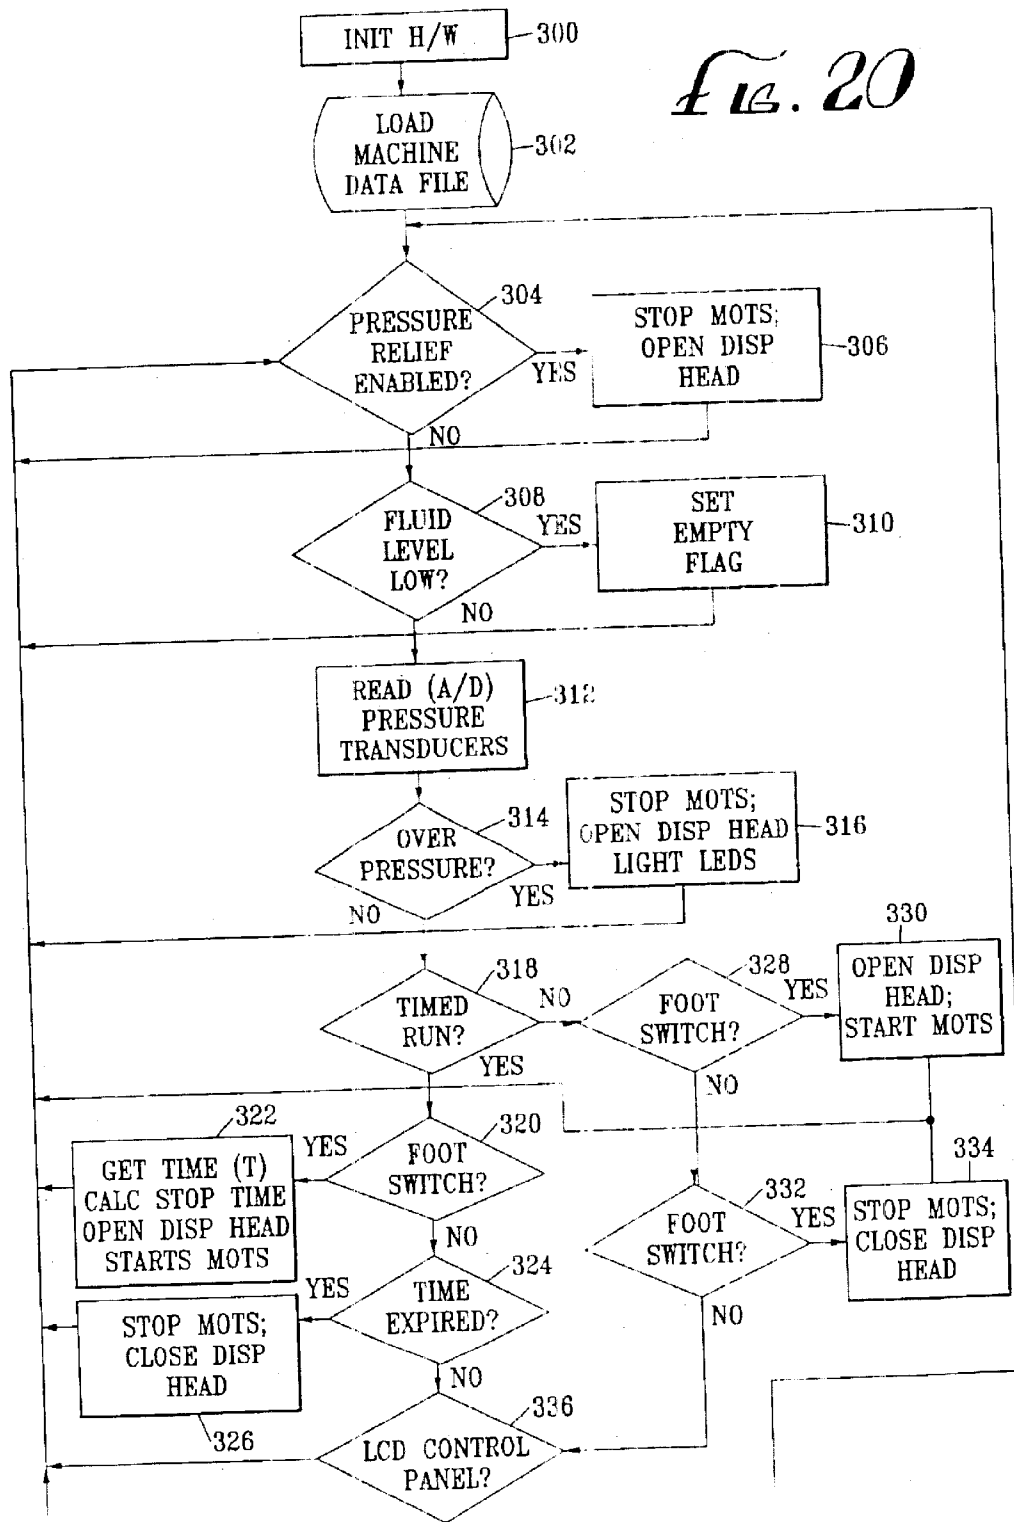 INIT H/W
300
FIG. 20
LOAD
MACHINE
DATA FILE
302
304
PRESSURE
RELIEF
ENABLED?
YES
NO
STOP MOTS;
OPEN DISP
HEAD
306
308
FLUID
LEVEL
LOW?
YES
NO
SET
EMPTY
FLAG
310
READ (A/D)
PRESSURE
TRANSDUCERS
312
314
OVER
PRESSURE?
YES
NO
STOP MOTS;
OPEN DISP HEAD
LIGHT LEDS
316
318
TIMED
RUN?
NO
YES
328
FOOT
SWITCH?
YES
NO
330
OPEN DISP
HEAD;
START MOTS
320
FOOT
SWITCH?
YES
NO
322
GET TIME (T)
CALC STOP TIME
OPEN DISP HEAD
STARTS MOTS
332
FOOT
SWITCH?
YES
NO
334
STOP MOTS;
CLOSE DISP
HEAD
324
TIME
EXPIRED?
YES
NO
STOP MOTS;
CLOSE DISP
HEAD
326
336
LCD CONTROL
PANEL?